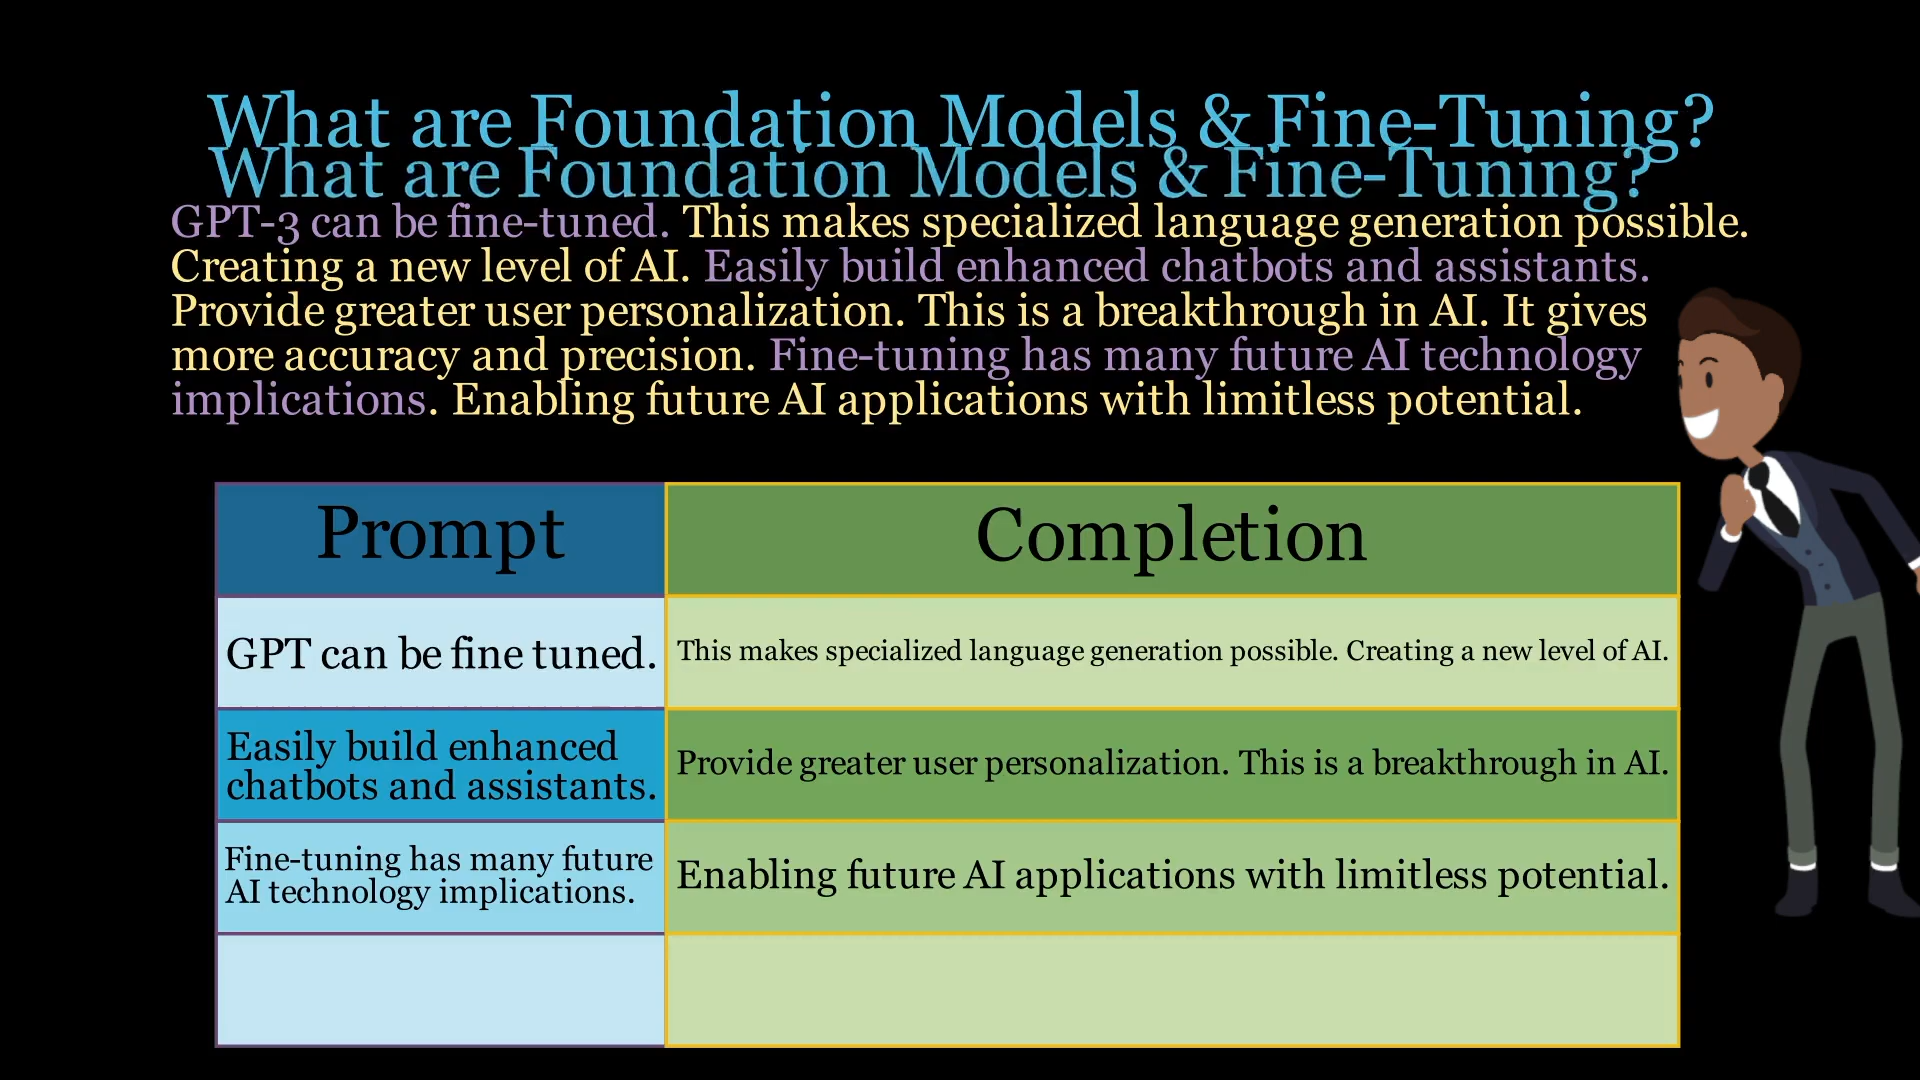 What are Foundation Models & Fine-Tuning?
What are Foundation Models & Fine-Tuning?
GPT-3 can be fine-tuned. This makes specialized language generation possible.
Creating a new level of AI. Easily build enhanced chatbots and assistants.
Provide greater user personalization. This is a breakthrough in AI. It gives
more accuracy and precision. Fine-tuning has many future AI technology
implications. Enabling future AI applications with limitless potential.
Prompt
Completion
GPT can be fine tuned.
This makes specialized language generation possible. Creating a new level of AI.
Easily build enhanced
chatbots and assistants.
Provide greater user personalization. This is a breakthrough in AI.
Fine-tuning has many future
AI technology implications.
Enabling future AI applications with limitless potential.